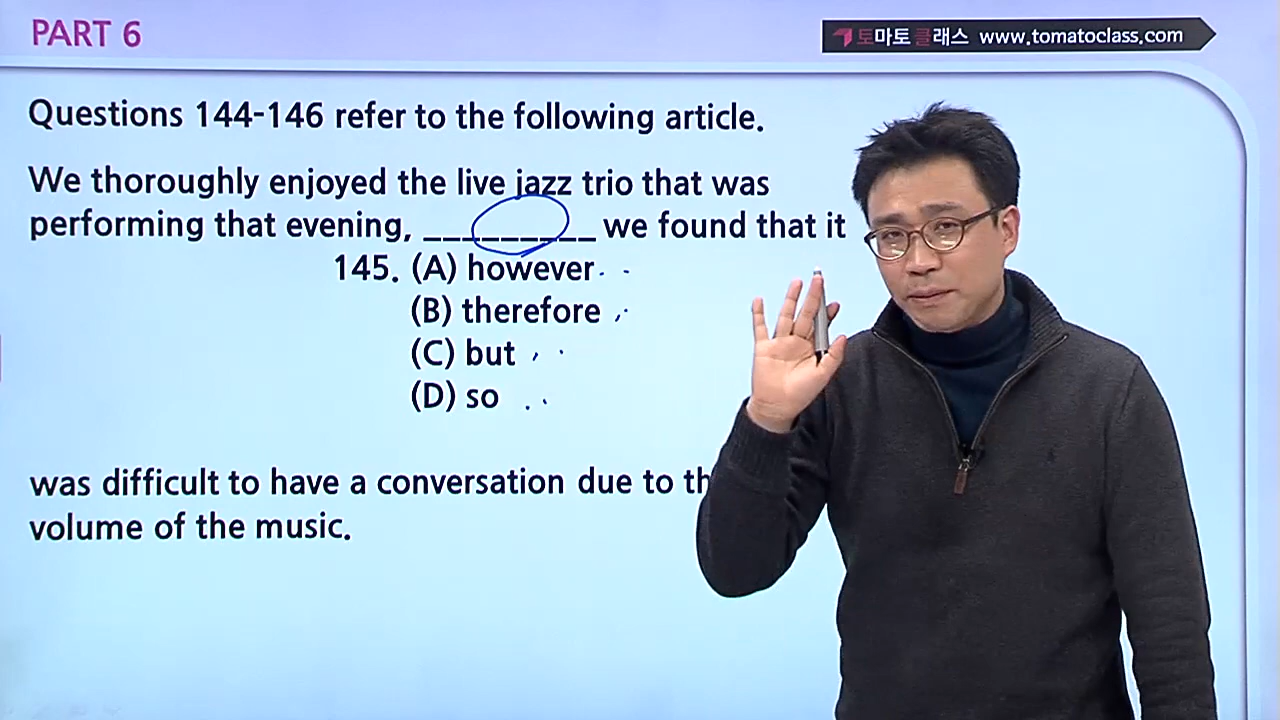 PART 6
토마토 클래스 www.tomatoclass.com
Questions 144-146 refer to the following article.
We thoroughly enjoyed the live jazz trio that was
performing that evening, _________ we found that it
145. (A) however
(B) therefore
(C) but
(D) so
was difficult to have a conversation due to
volume of the music.